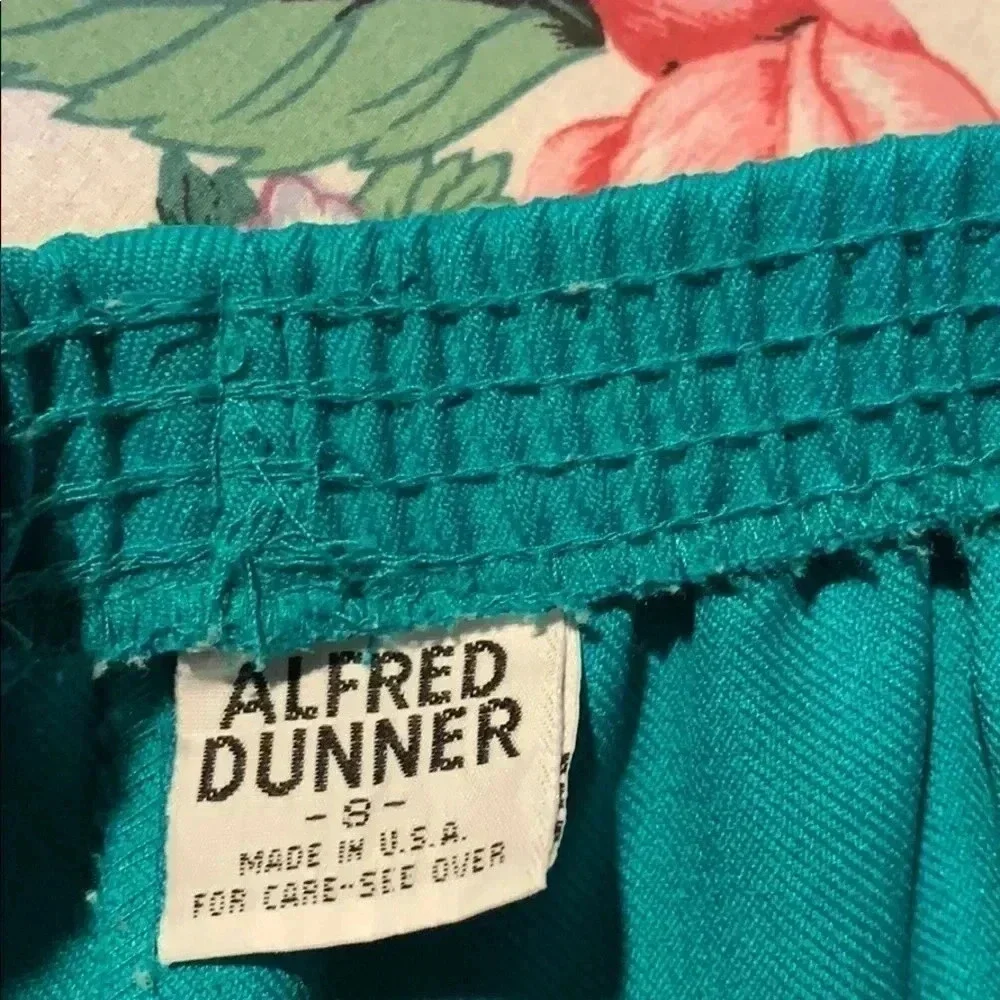 ALFRED
DUNNER
- 8 -
MADE IN U.S.A.
FOR CARE-SEE OVER